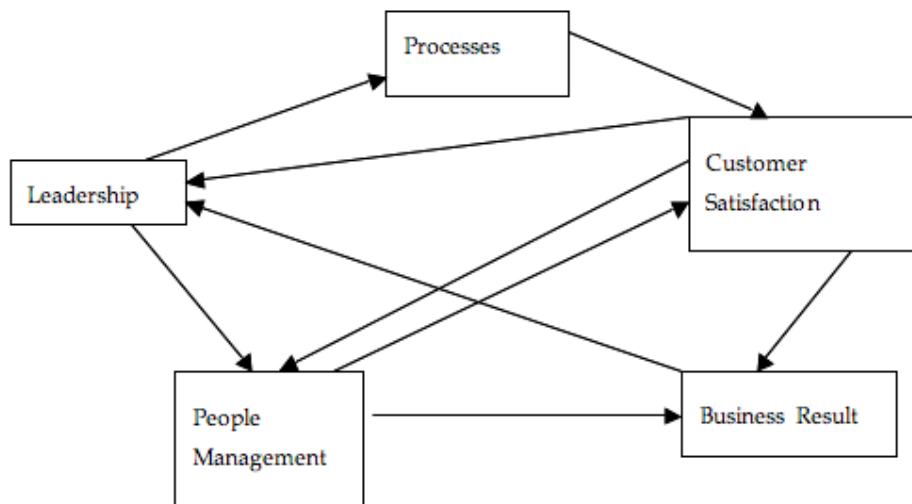 Processes
Leadership
Customer
Satisfaction
People
Management
Business Result